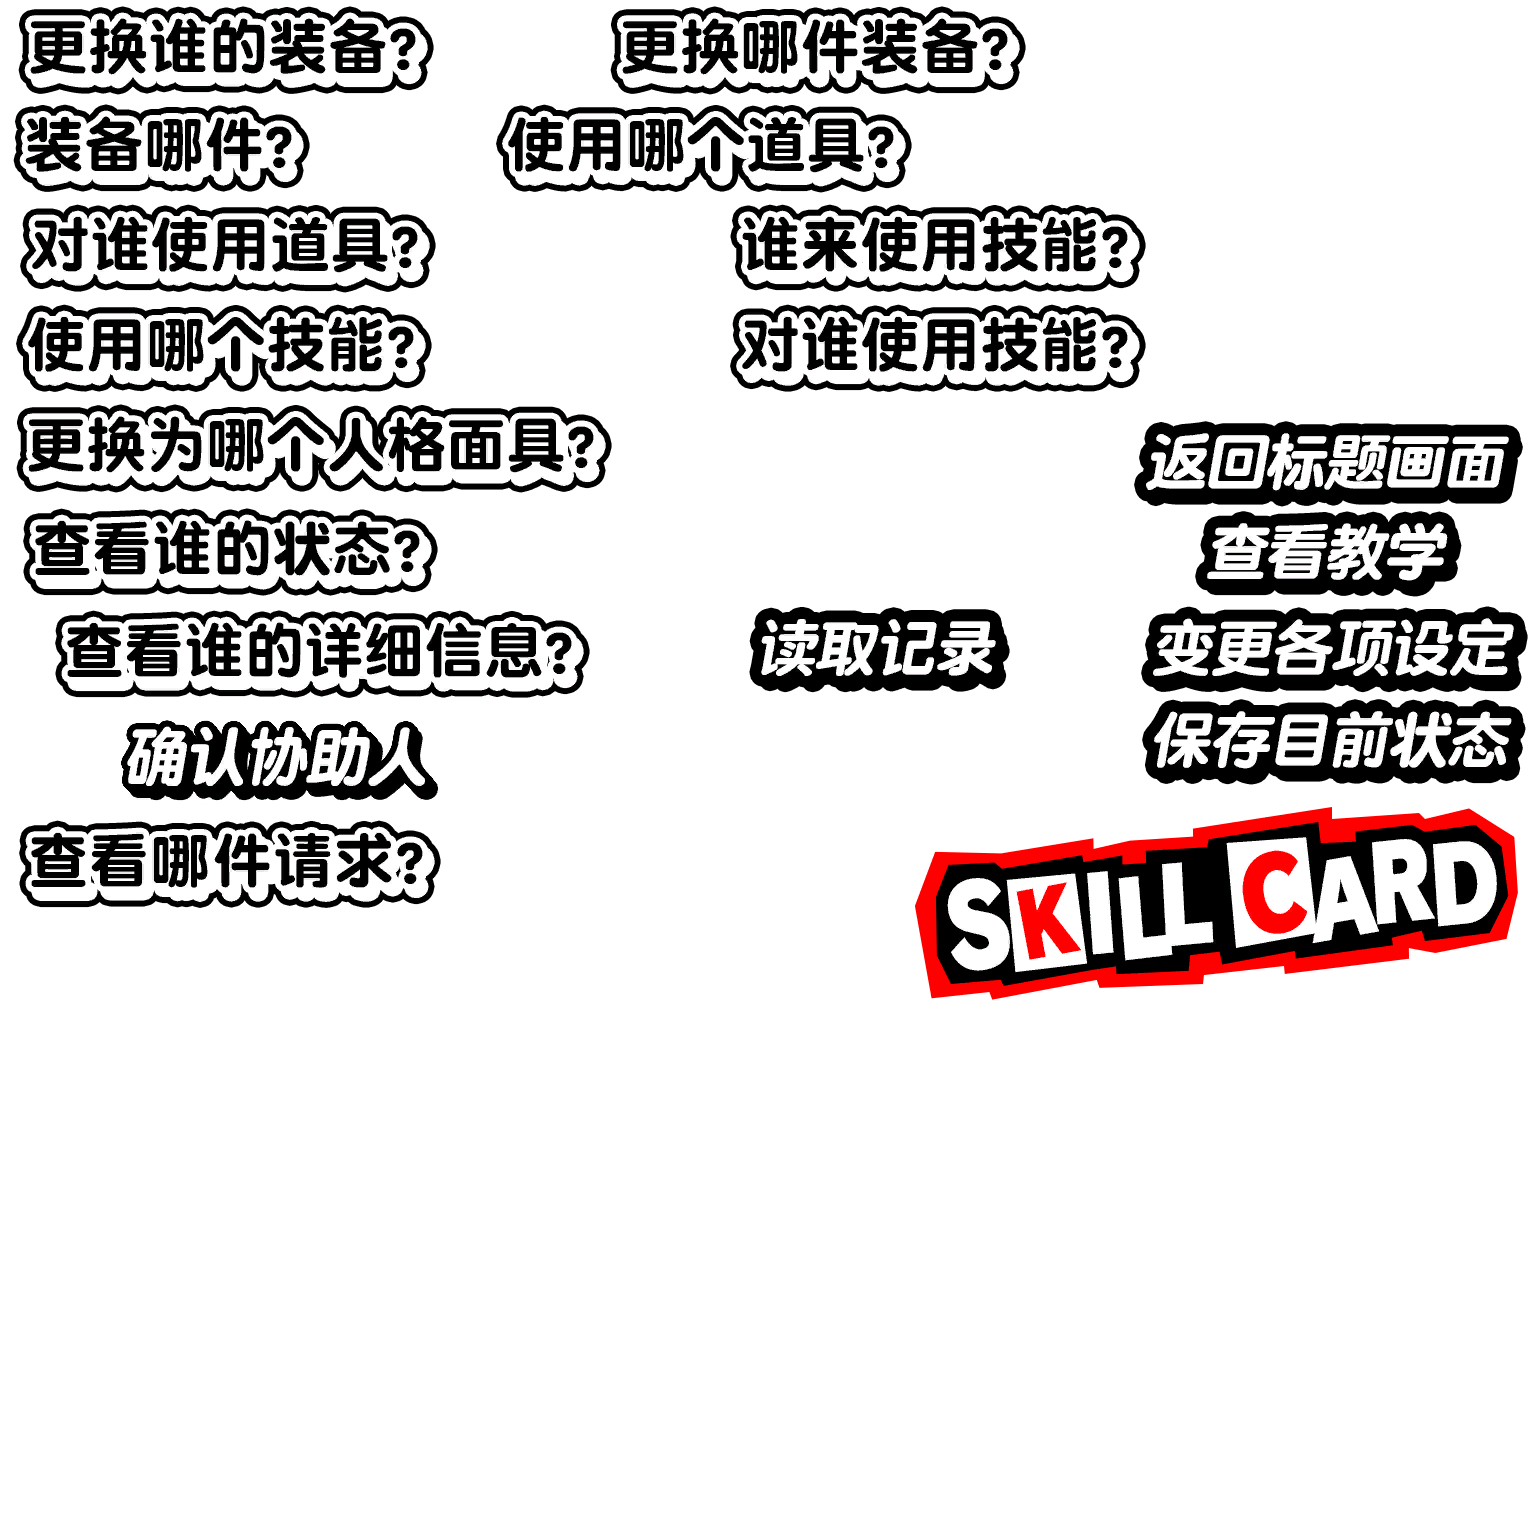 更换谁的装备?
更换哪件装备?
装备哪件?
使用哪个道具?
对谁使用道具?
谁来使用技能?
使用哪个技能?
对谁使用技能?
更换为哪个人格面具?
返回标题画面
查看谁的状态?
查看教学
查看谁的详细信息?
读取记录
变更各项设定
确认协助人
保存目前状态
查看哪件请求?
SKILL CARD